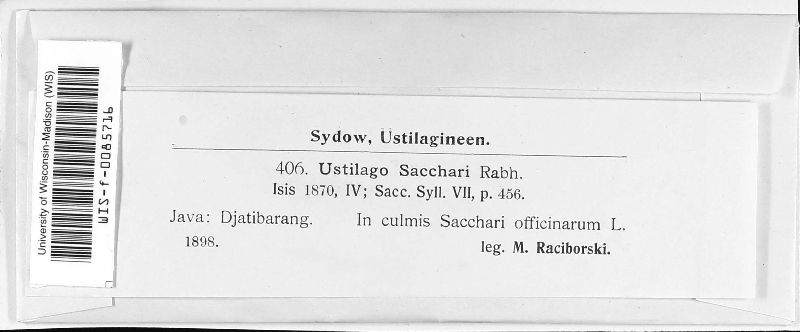 University of Wisconsin-Madison (WIS)
WIS-f-0085716
Sydow, Ustilagineen.
406. Ustilago Sacchari Rabh.
Isis 1870, IV; Sacc. Syll. VII, p. 456.
Java: Djatibarang. In culmis Sacchari officinarum L.
1898. leg. M. Raciborski.